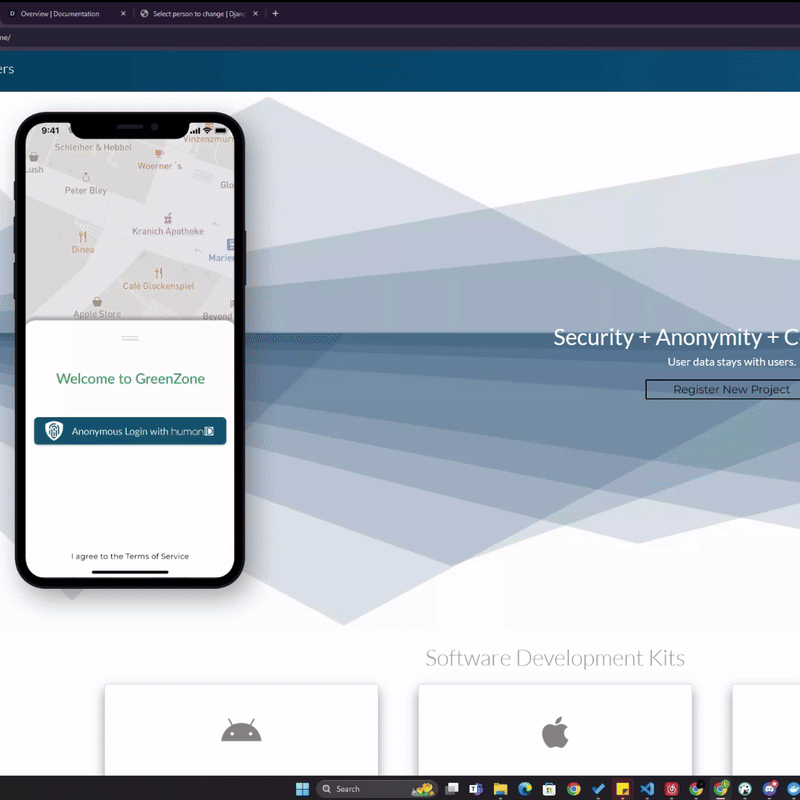 Overview | Documentation
Select person to change | Djan
me/
ers
9:41
Vinzenzmur
Schleiher & Hebbel
Lush
Woerner´s
Peter Bley
Glo
Kranich Apotheke
Dinea
Marien
Café Glockenspiel
Apple Store
Beyond
Welcome to GreenZone
Anonymous Login with humanID
I agree to the Terms of Service
Security + Anonymity + C
User data stays with users.
Register New Project
Software Development Kits
Search